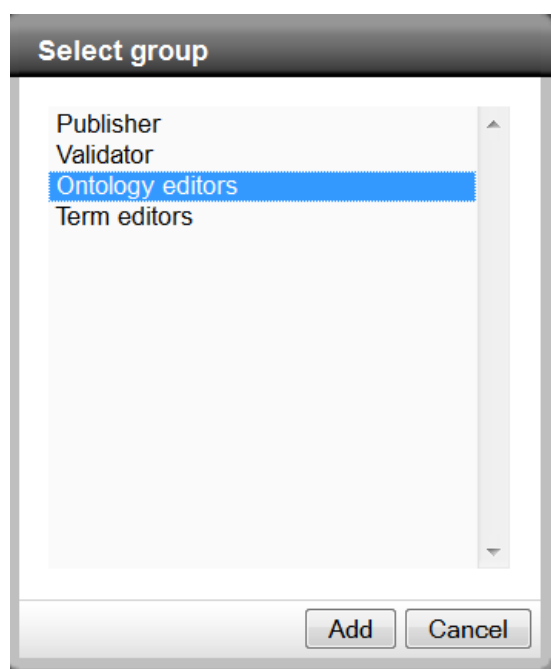 Select group
Publisher
Validator
Ontology editors
Term editors
Add Cancel